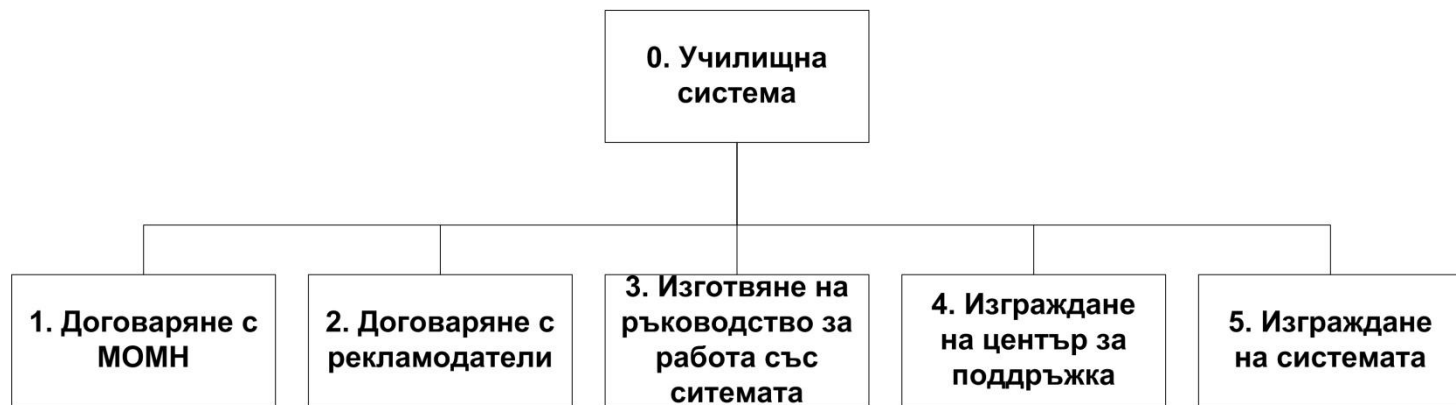 0. Училищна
система
1. Договаряне с
МОМН
2. Договаряне с
рекламодатели
3. Изготвяне на
ръководство за
работа със
ситемата
4. Изграждане
на център за
поддръжка
5. Изграждане
на системата